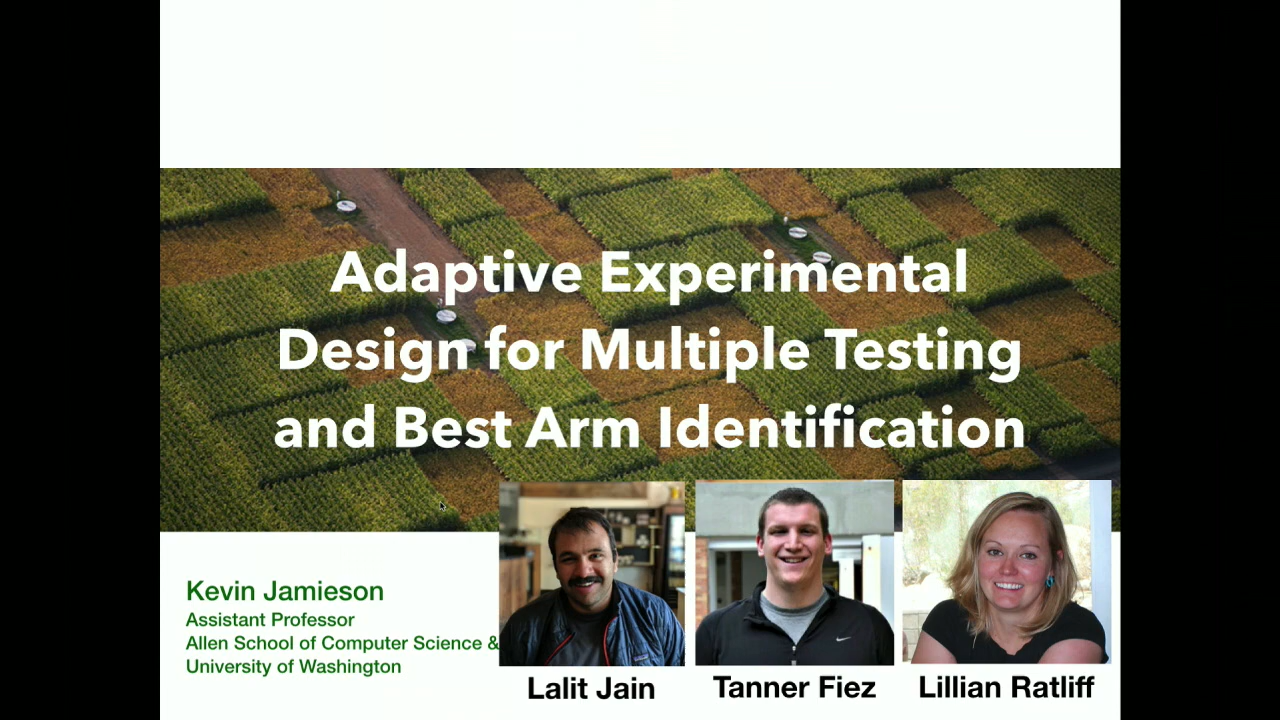 Adaptive Experimental
Design for Multiple Testing
and Best Arm Identification
Kevin Jamieson
Assistant Professor
Allen School of Computer Science &
University of Washington
Lalit Jain
Tanner Fiez
Lillian Ratliff